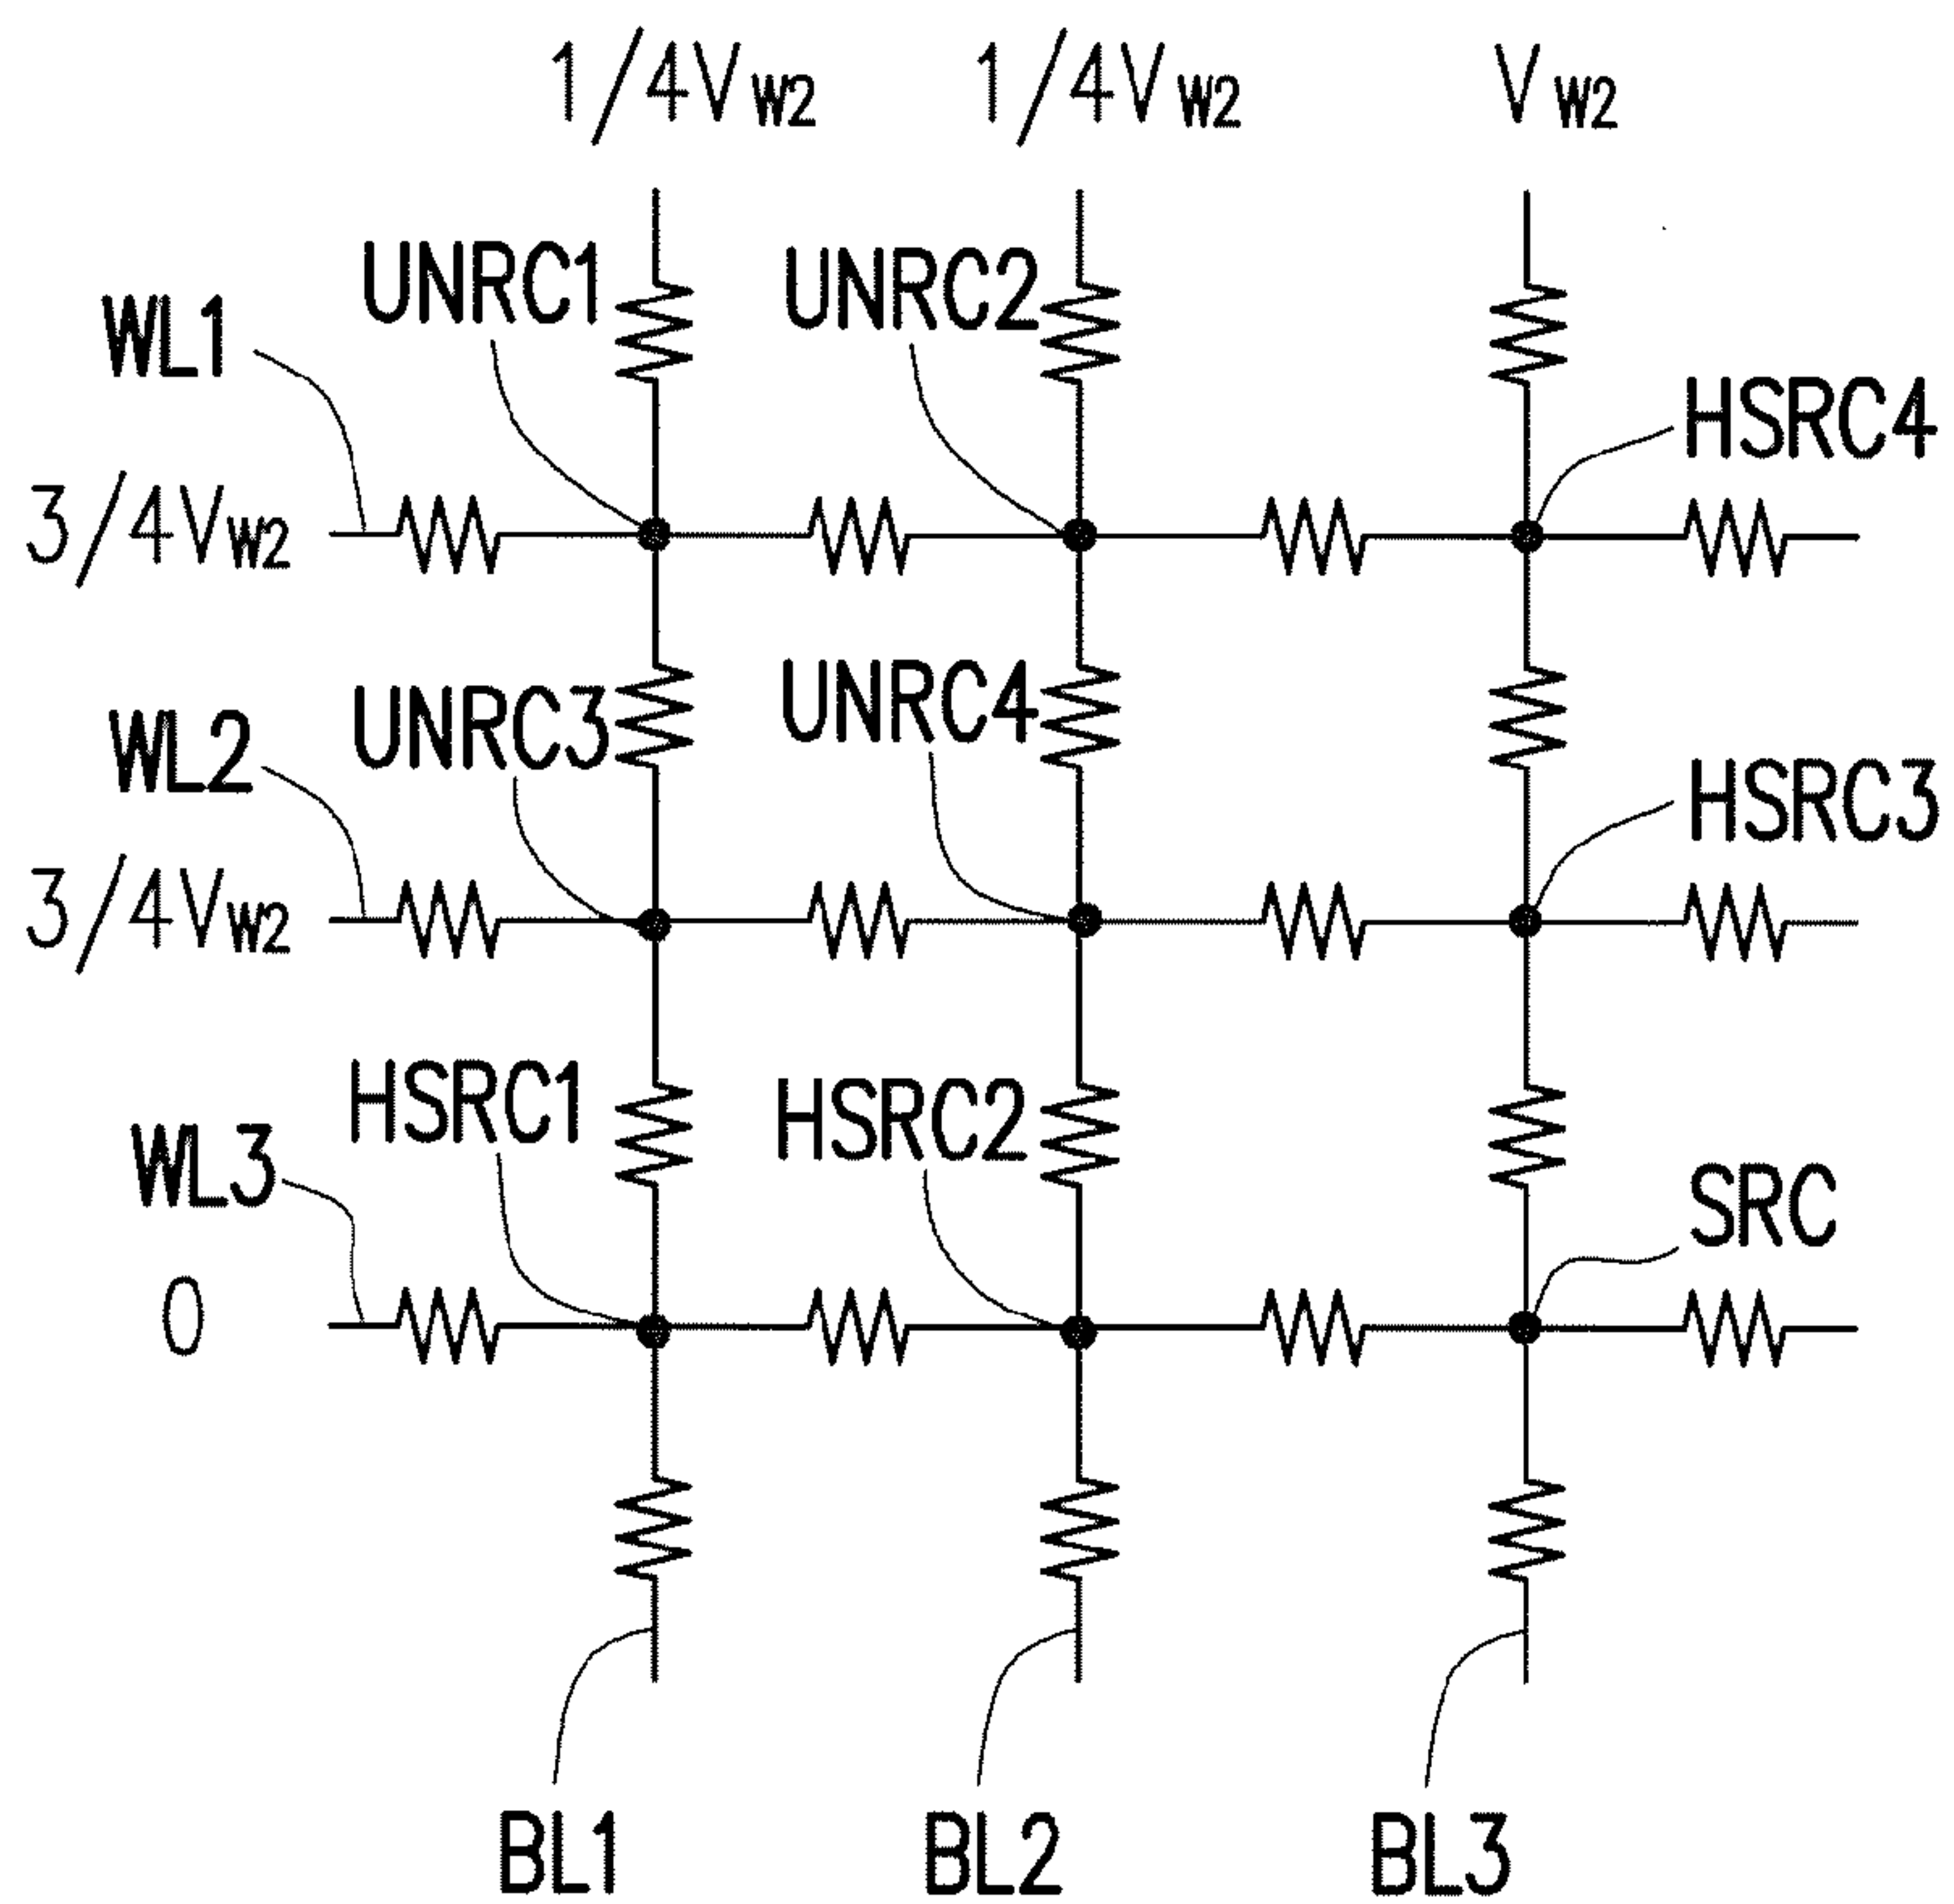 1/4VW2 1/4VW2 VW2
UNRC1 UNRC2
WL1
HSRC4
3/4VW2
UNRC3 UNRC4
WL2
HSRC3
3/4VW2
HSRC1 HSRC2
WL3
SRC
0
BL1 BL2 BL3